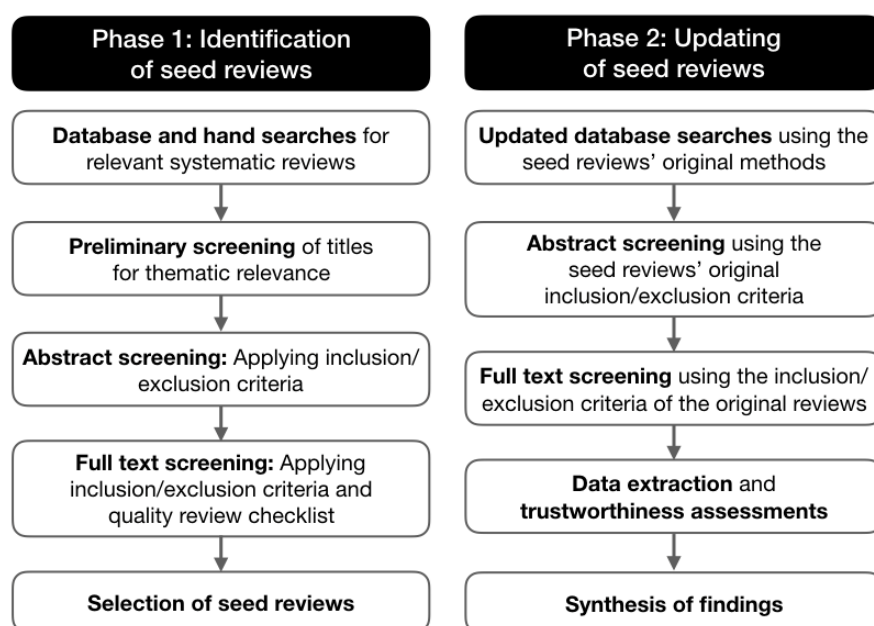 Phase 1: Identification
of seed reviews
Database and hand searches for
relevant systematic reviews
Preliminary screening of titles
for thematic relevance
Abstract screening: Applying inclusion/
exclusion criteria
Full text screening: Applying
inclusion/exclusion criteria and
quality review checklist
Selection of seed reviews
Phase 2: Updating
of seed reviews
Updated database searches using the
seed reviews’ original methods
Abstract screening using the
seed reviews’ original
inclusion/exclusion criteria
Full text screening using the inclusion/
exclusion criteria of the original reviews
Data extraction and
trustworthiness assessments
Synthesis of findings